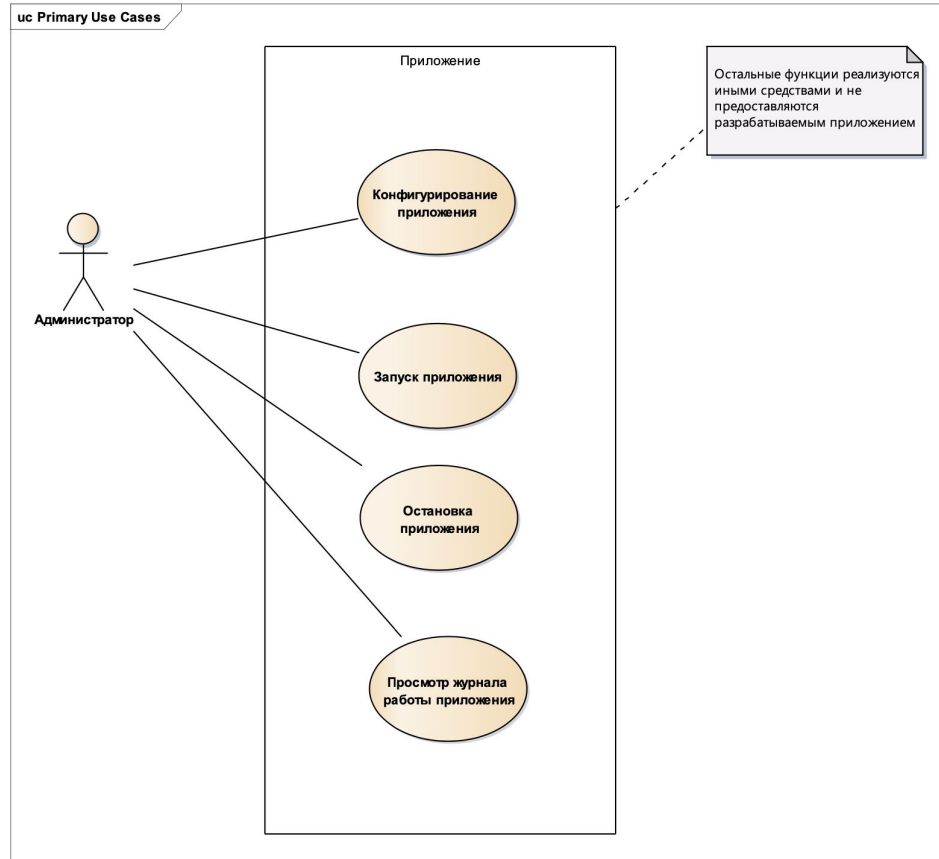 uc Primary Use Cases
Приложение
Остальные функции реализуются
иными средствами и не
предоставляются
разрабатываемым приложением
Конфигурирование
приложения
Администратор
Запуск приложения
Остановка
приложения
Просмотр журнала
работы приложения